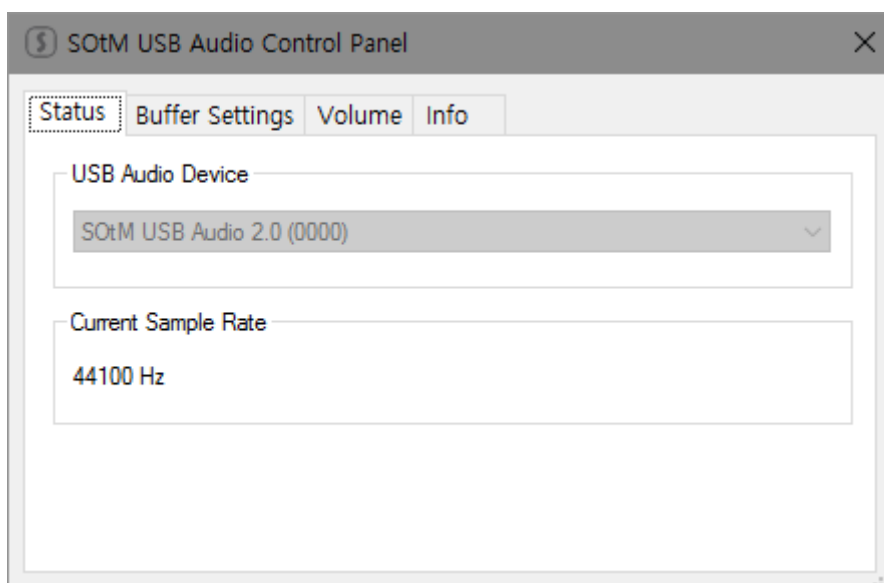 SOtM USB Audio Control Panel
Status Buffer Settings Volume Info
USB Audio Device
SOtM USB Audio 2.0 (0000)
Current Sample Rate
44100 Hz